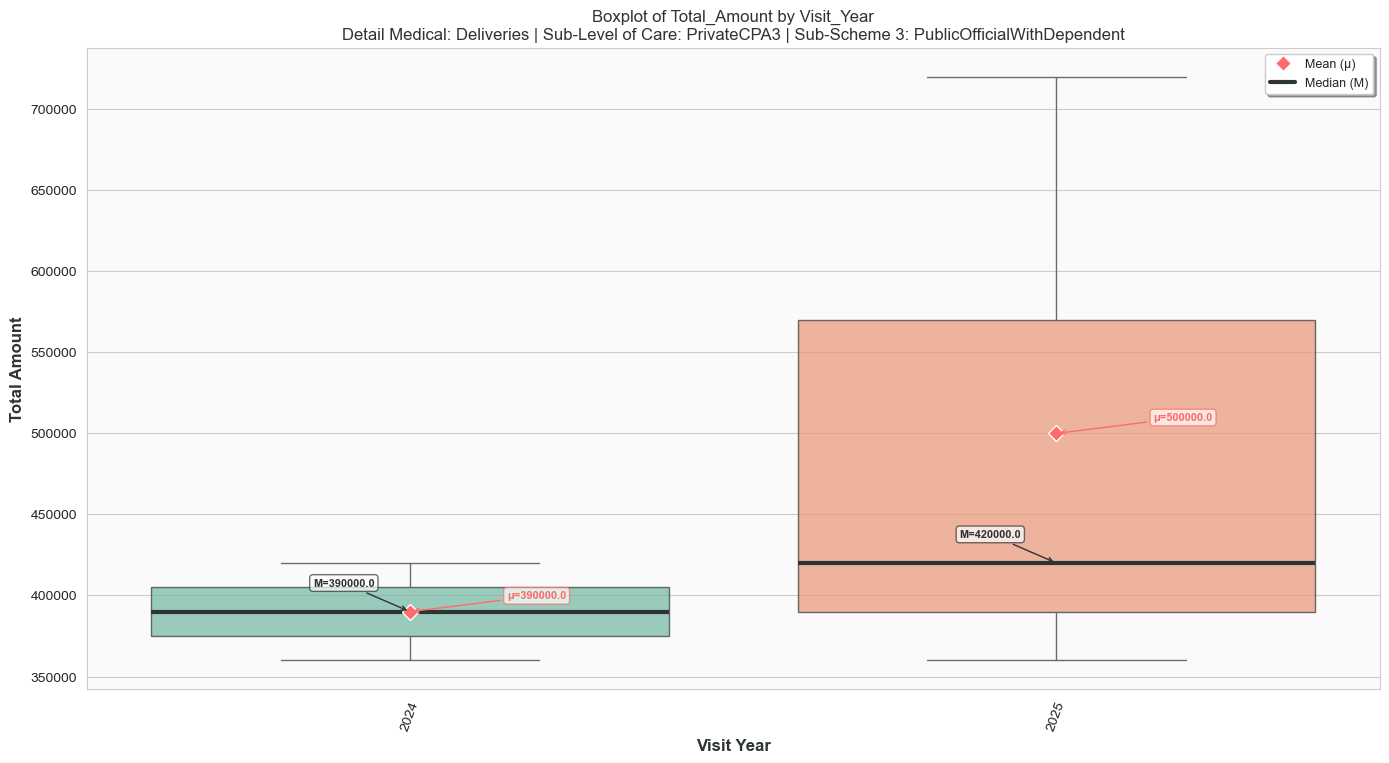 Boxplot of Total_Amount by Visit_Year
Detail Medical: Deliveries | Sub-Level of Care: PrivateCPA3 | Sub-Scheme 3: PublicOfficialWithDependent
Mean (μ)
Median (M)
Total Amount
700000
650000
600000
550000
500000
450000
400000
350000
M=390000.0
μ=390000.0
μ=500000.0
M=420000.0
2024
2025
Visit Year